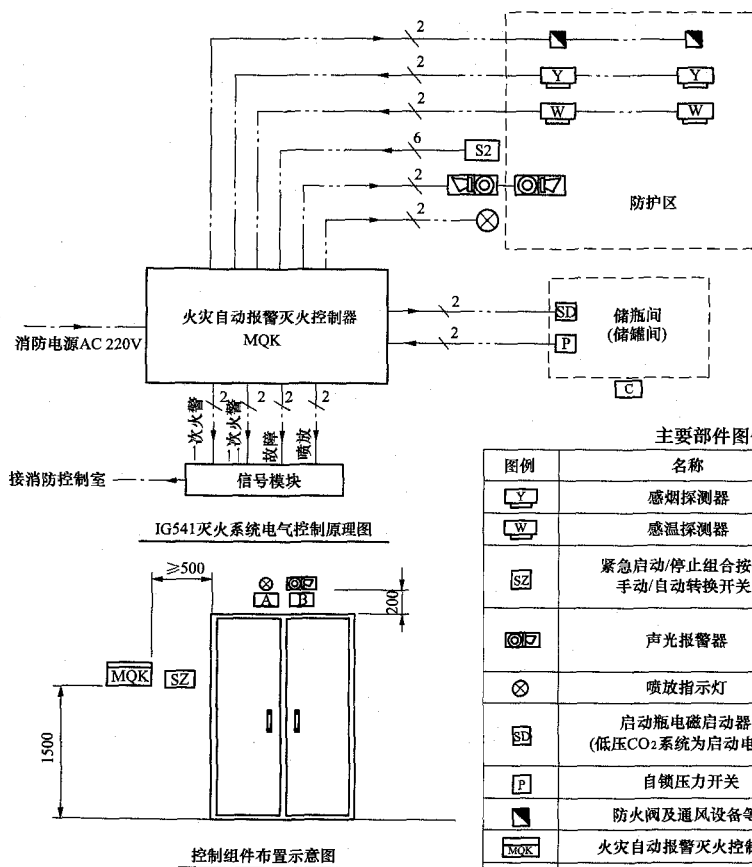 2
2
Y
Y
2
W
W
6
S2
2
防护区
2
火灾自动报警灭火控制器
MQK
消防电源AC 220V
2
SD
储瓶间
(储罐间)
2
P
C
一次火警
2
二次火警
2
故障
2
喷放
2
接消防控制室
信号模块
IG541灭火系统电气控制原理图
主要部件图
图例
名称
Y
感烟探测器
W
感温探测器
SZ
紧急启动/停止组合按
手动/自动转换开关
声光报警器
喷放指示灯
SD
启动瓶电磁启动器
(低压CO₂系统为启动电
P
自锁压力开关
防火阀及通风设备等
MQK
火灾自动报警灭火控制
≥500
A
B
200
MQK
SZ
1500
控制组件布置示意图